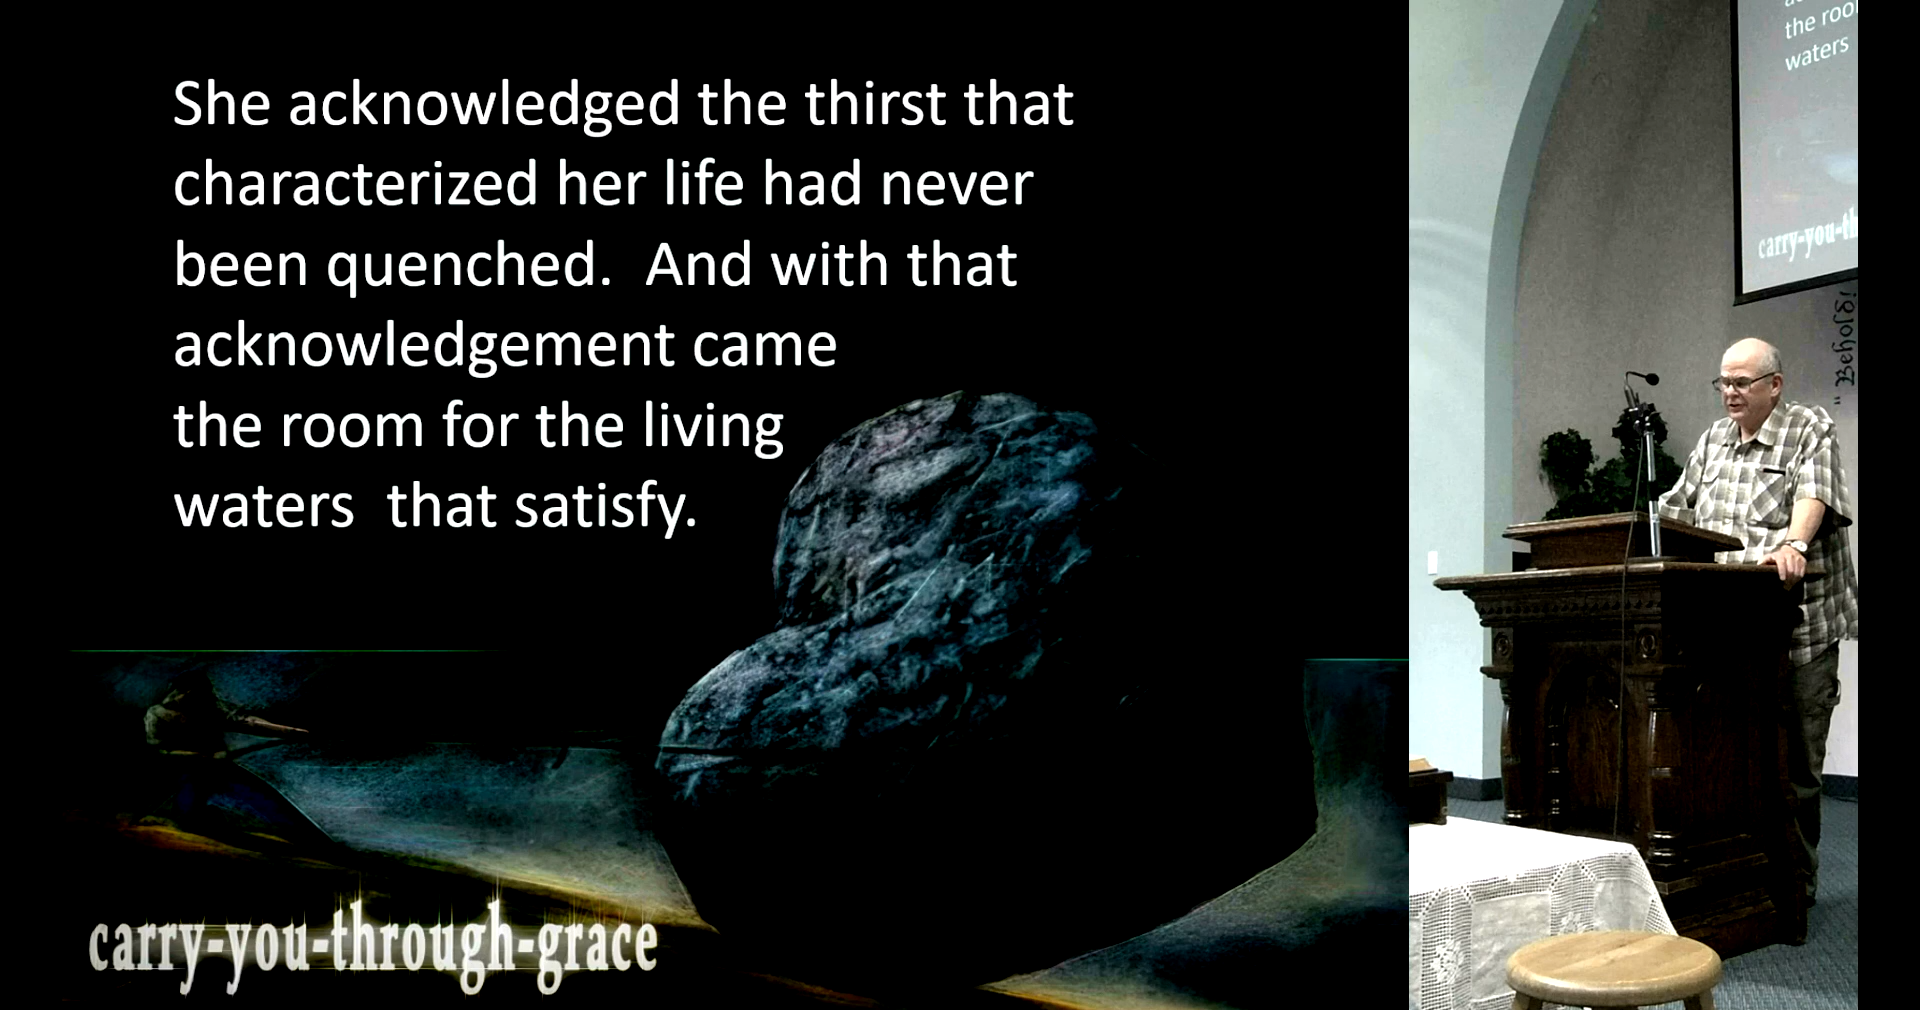 She acknowledged the thirst that
characterized her life had never
been quenched.  And with that
acknowledgement came
the room for the living
waters  that satisfy.
carry-you-through-grace
the roo
waters
carry-you-th
"Behold!